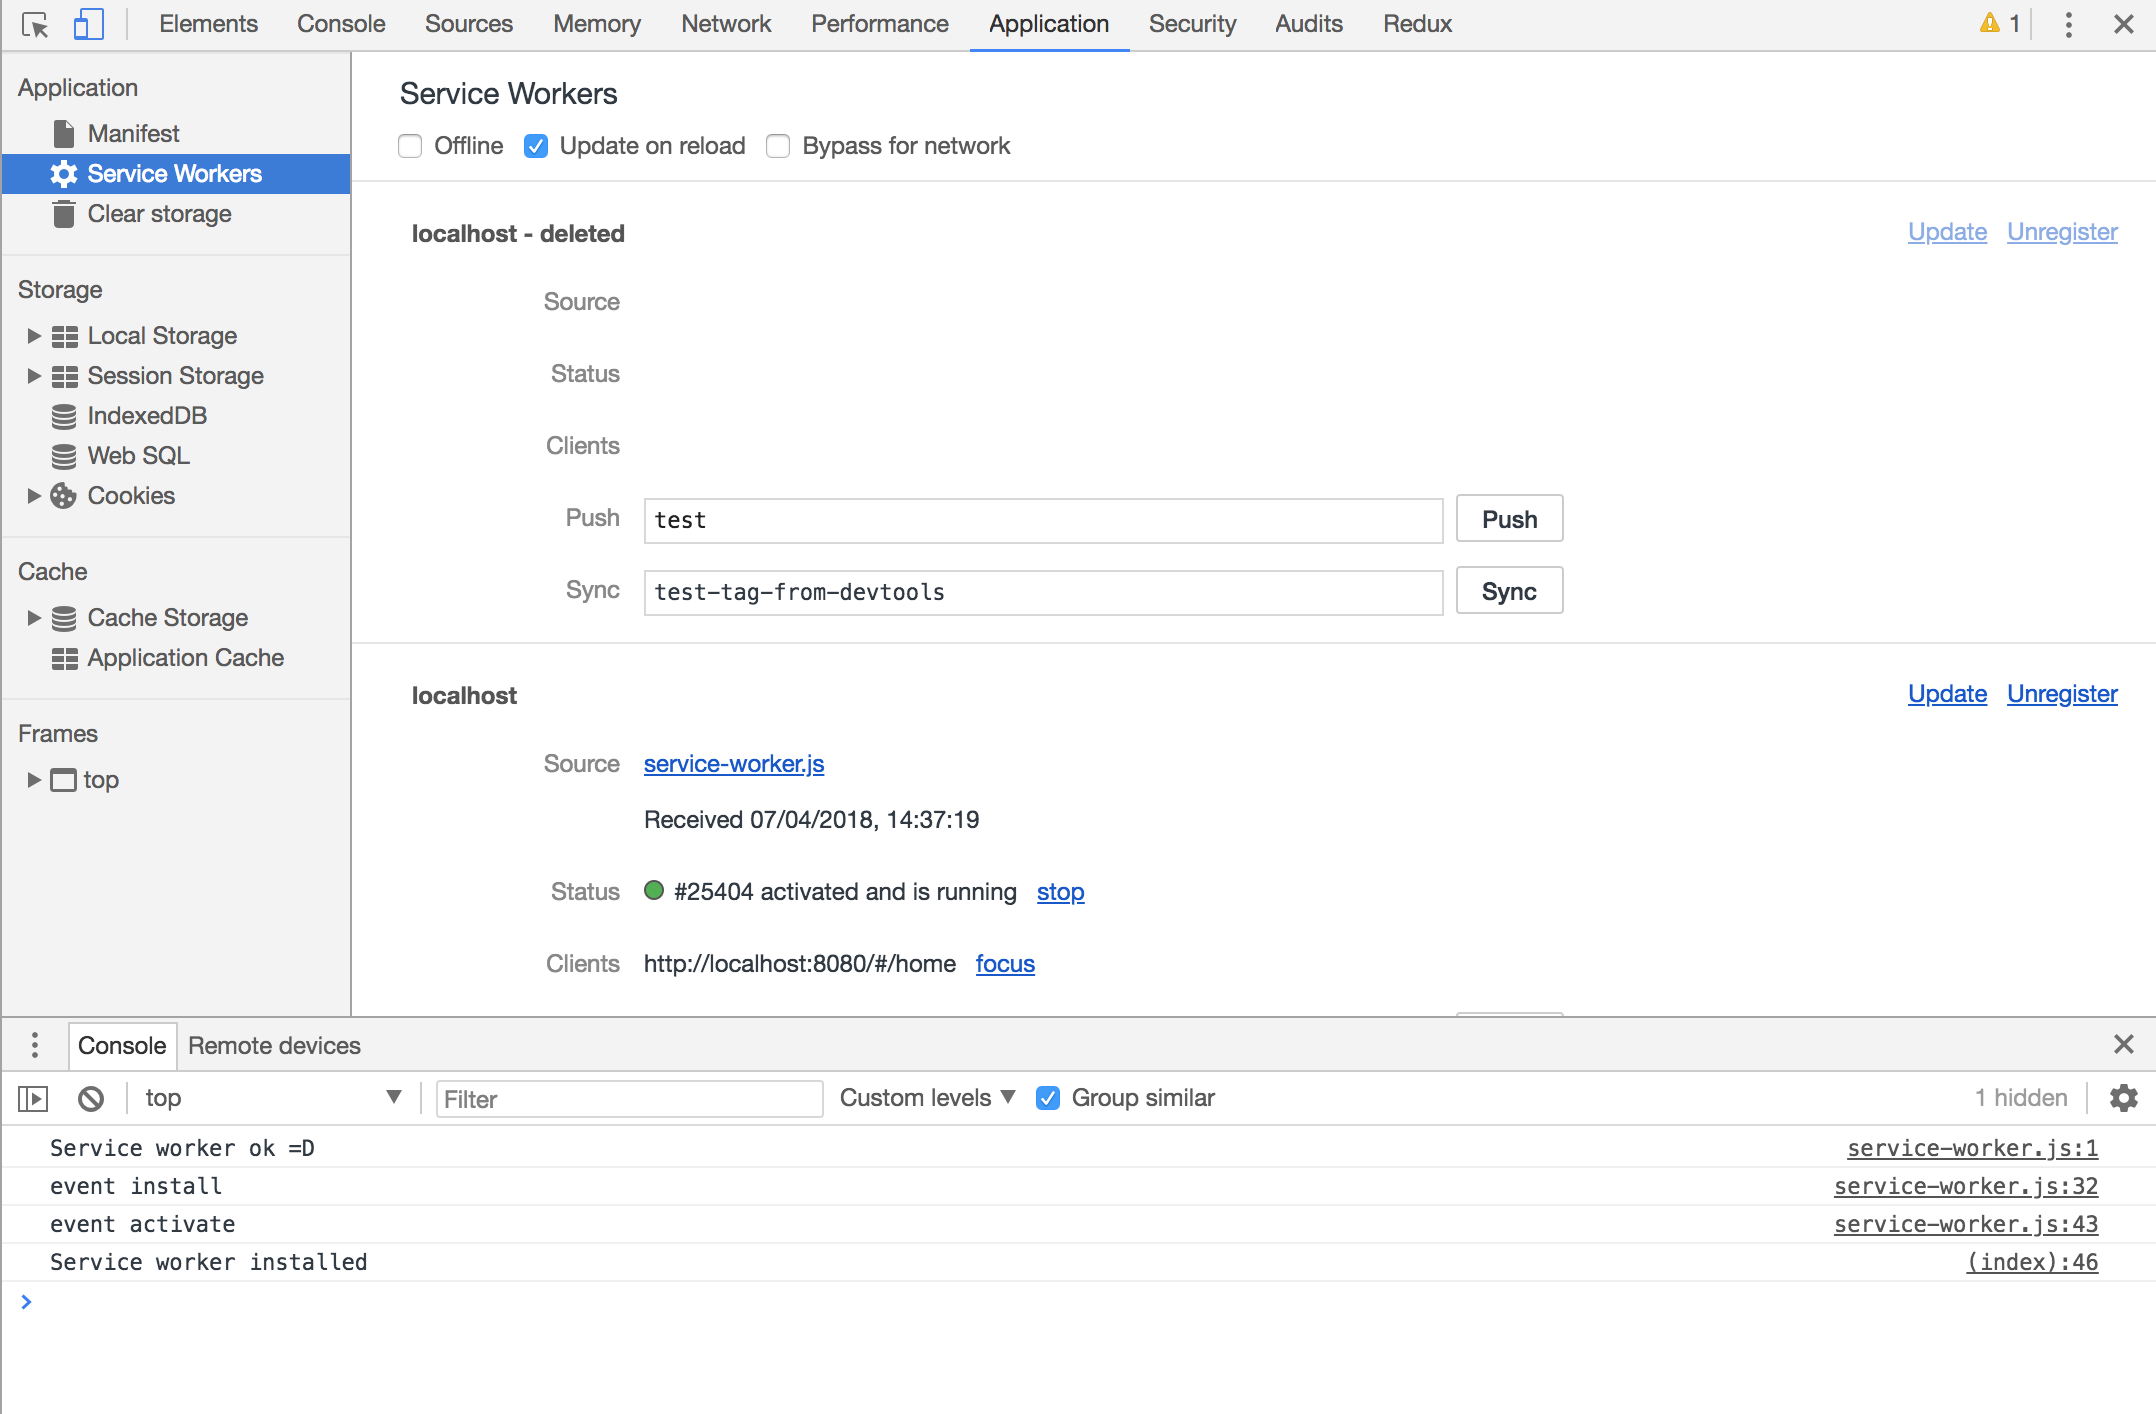 Elements Console Sources Memory Network Performance Application Security Audits Redux 1
Application
Manifest
Service Workers
Clear storage
Storage
Local Storage
Session Storage
IndexedDB
Web SQL
Cookies
Cache
Cache Storage
Application Cache
Frames
top
Service Workers
Offline Update on reload Bypass for network
localhost - deleted Update Unregister
Source
Status
Clients
Push test Push
Sync test-tag-from-devtools Sync
localhost Update Unregister
Source service-worker.js
Received 07/04/2018, 14:37:19
Status #25404 activated and is running stop
Clients http://localhost:8080/#/home focus
Console Remote devices
top Filter Custom levels Group similar 1 hidden
Service worker ok =D service-worker.js:1
event install service-worker.js:32
event activate service-worker.js:43
Service worker installed (index):46